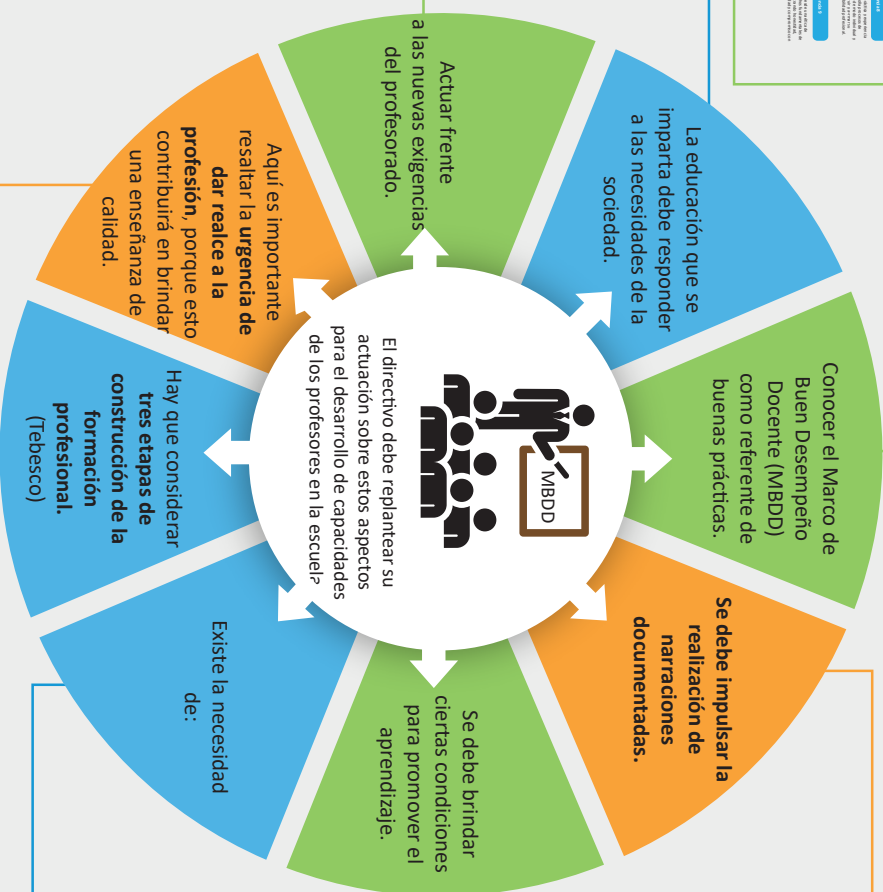 Conocer el Marco de
Buen Desempeño
Docente (MBDD)
como referente de
buenas prácticas.
Se debe impulsar la
realización de
narraciones
documentadas.
Se debe brindar
ciertas condiciones
para promover el
aprendizaje.
Existe la necesidad
de:
Hay que considerar
tres etapas de
construcción de la
formación
profesional.
(Tebesco)
Aquí es importante
resaltar la urgencia de
dar realce a la
profesión, porque esto
contribuirá en brindar
una enseñanza de
calidad.
Actuar frente
a las nuevas exigencias
del profesorado.
La educación que se
imparta debe responder
a las necesidades de la
sociedad.
MBDD
El directivo debe replantear su
actuación sobre estos aspectos
para el desarrollo de capacidades
de los profesores en la escuela